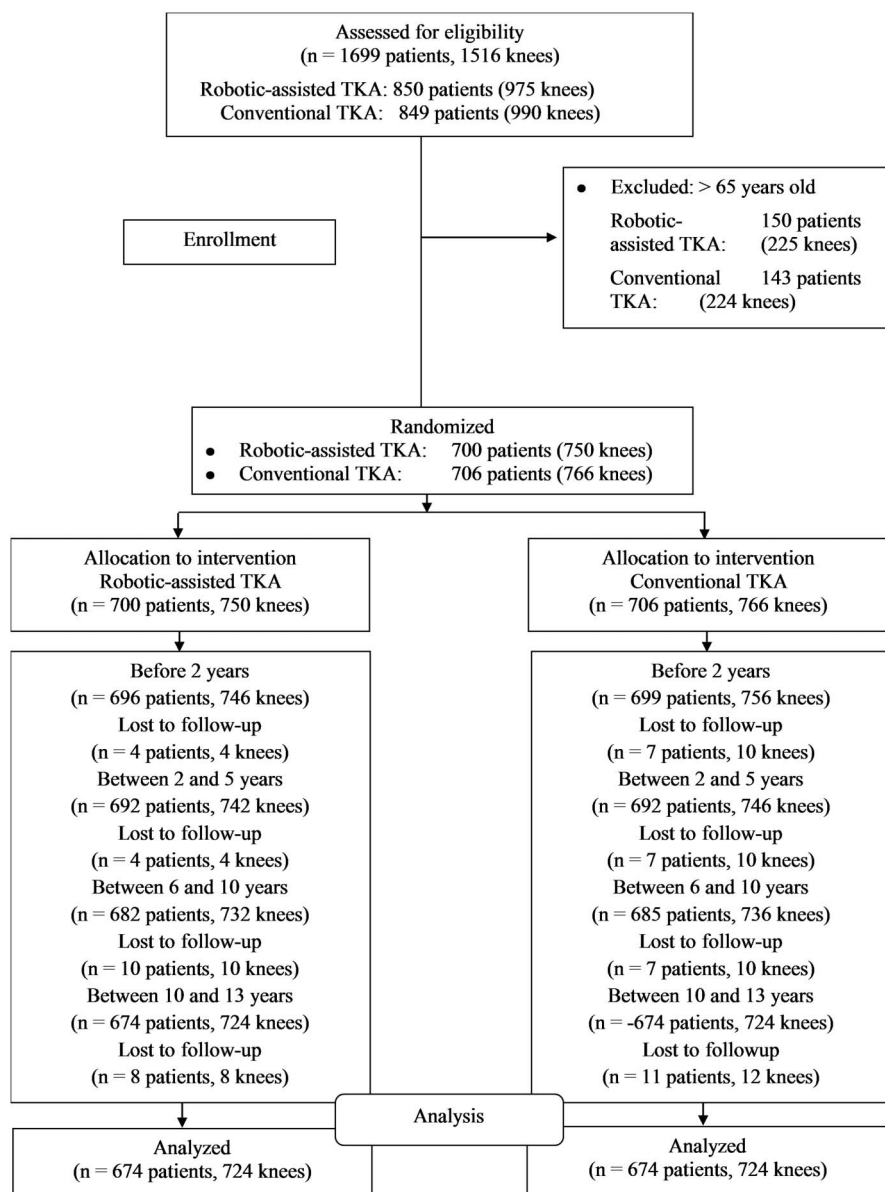 Assessed for eligibility
(n = 1699 patients, 1516 knees)
Robotic-assisted TKA: 850 patients (975 knees)
Conventional TKA: 849 patients (990 knees)
● Excluded: > 65 years old
Robotic- 150 patients
assisted TKA: (225 knees)
Conventional 143 patients
TKA: (224 knees)
Enrollment
Randomized
● Robotic-assisted TKA: 700 patients (750 knees)
● Conventional TKA: 706 patients (766 knees)
Allocation to intervention
Robotic-assisted TKA
(n = 700 patients, 750 knees)
Allocation to intervention
Conventional TKA
(n = 706 patients, 766 knees)
Before 2 years
(n = 696 patients, 746 knees)
Lost to follow-up
(n = 4 patients, 4 knees)
Between 2 and 5 years
(n = 692 patients, 742 knees)
Lost to follow-up
(n = 4 patients, 4 knees)
Between 6 and 10 years
(n = 682 patients, 732 knees)
Lost to follow-up
(n = 10 patients, 10 knees)
Between 10 and 13 years
(n = 674 patients, 724 knees)
Lost to follow-up
(n = 8 patients, 8 knees)
Before 2 years
(n = 699 patients, 756 knees)
Lost to follow-up
(n = 7 patients, 10 knees)
Between 2 and 5 years
(n = 692 patients, 746 knees)
Lost to follow-up
(n = 7 patients, 10 knees)
Between 6 and 10 years
(n = 685 patients, 736 knees)
Lost to follow-up
(n = 7 patients, 10 knees)
Between 10 and 13 years
(n = -674 patients, 724 knees)
Lost to followup
(n = 11 patients, 12 knees)
Analysis
Analyzed
(n = 674 patients, 724 knees)
Analyzed
(n = 674 patients, 724 knees)